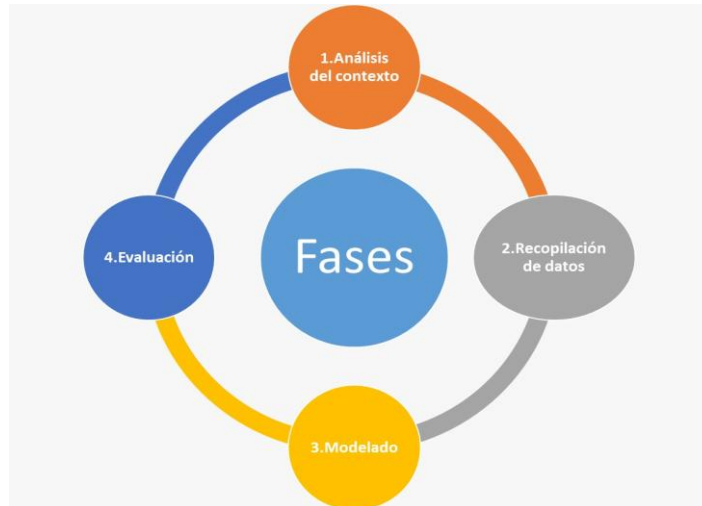 1.Análisis
del contexto
2.Recopilación
de datos
3.Modelado
4.Evaluación
Fases